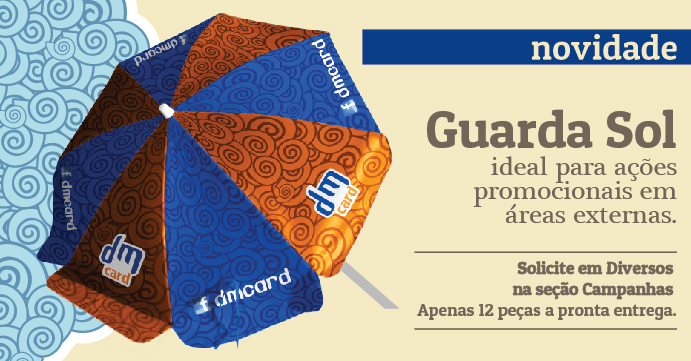 novidade
Guarda Sol
ideal para ações
promocionais em
áreas externas.
Solicite em Diversos
na seção Campanhas
Apenas 12 peças a pronta entrega.
dmcard
f dmcard
f dmcard
dm
card
dm
card
f dmcard